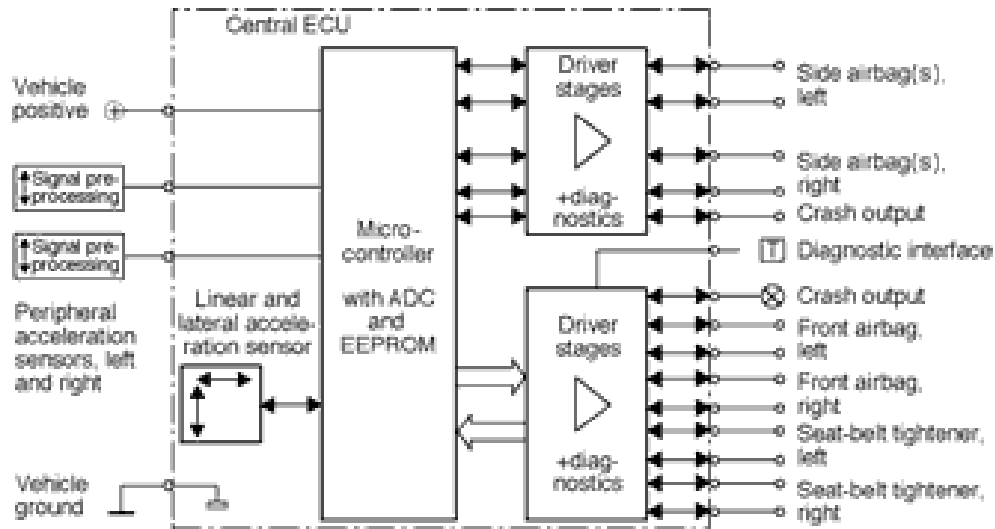 Central ECU
Vehicle
positive
Signal pre-
processing
Signal pre-
processing
Peripheral
acceleration
sensors, left
and right
Linear and
lateral accele-
ration sensor
Vehicle
ground
Micro-
controller
with ADC
and
EEPROM
Driver
stages
+diag-
nostics
Driver
stages
+diag-
nostics
Side airbag(s),
left
Side airbag(s),
right
Crash output
T Diagnostic interface
Crash output
Front airbag,
left
Front airbag,
right
Seat-belt tightener,
left
Seat-belt tightener,
right